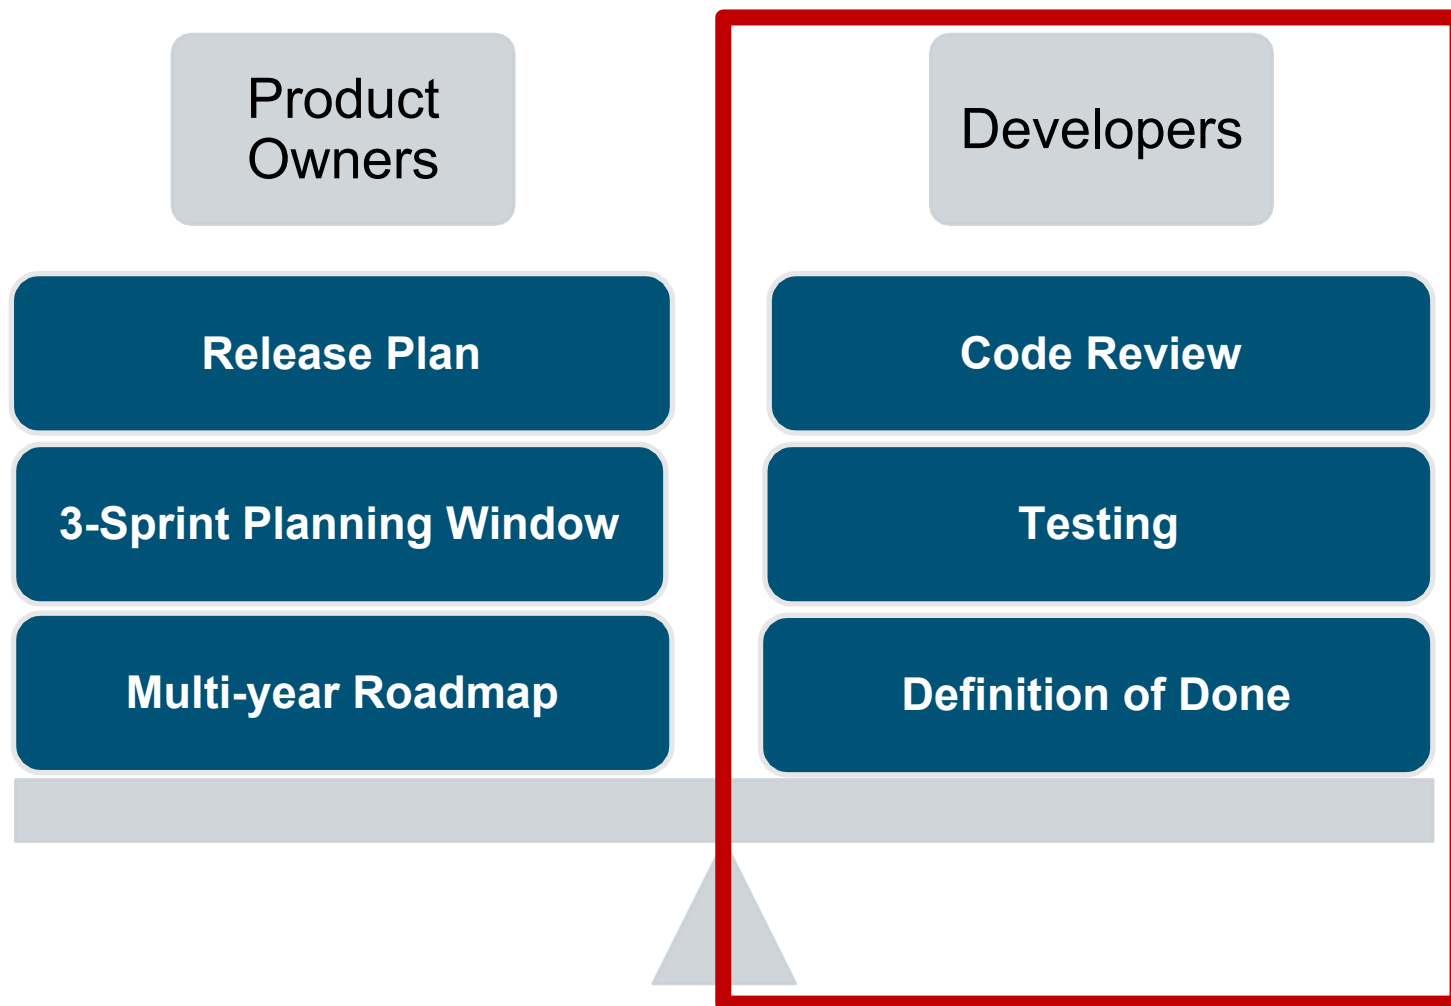 Product
Owners
Release Plan
3-Sprint Planning Window
Multi-year Roadmap
Developers
Code Review
Testing
Definition of Done